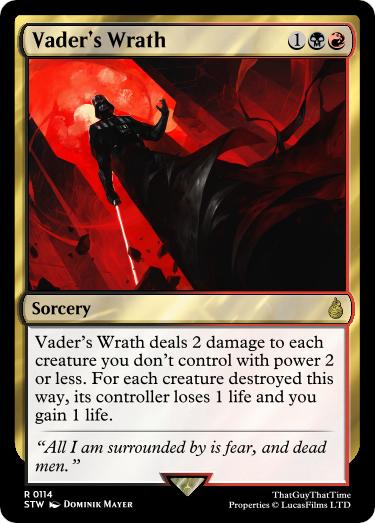 Vader's Wrath 1
Sorcery
Vader's Wrath deals 2 damage to each
creature you don't control with power 2
or less. For each creature destroyed this
way, its controller loses 1 life and you
gain 1 life.
"All I am surrounded by is fear, and dead
men."
R 0114
STW Dominik Mayer
ThatGuyThatTime
Properties © LucasFilms LTD